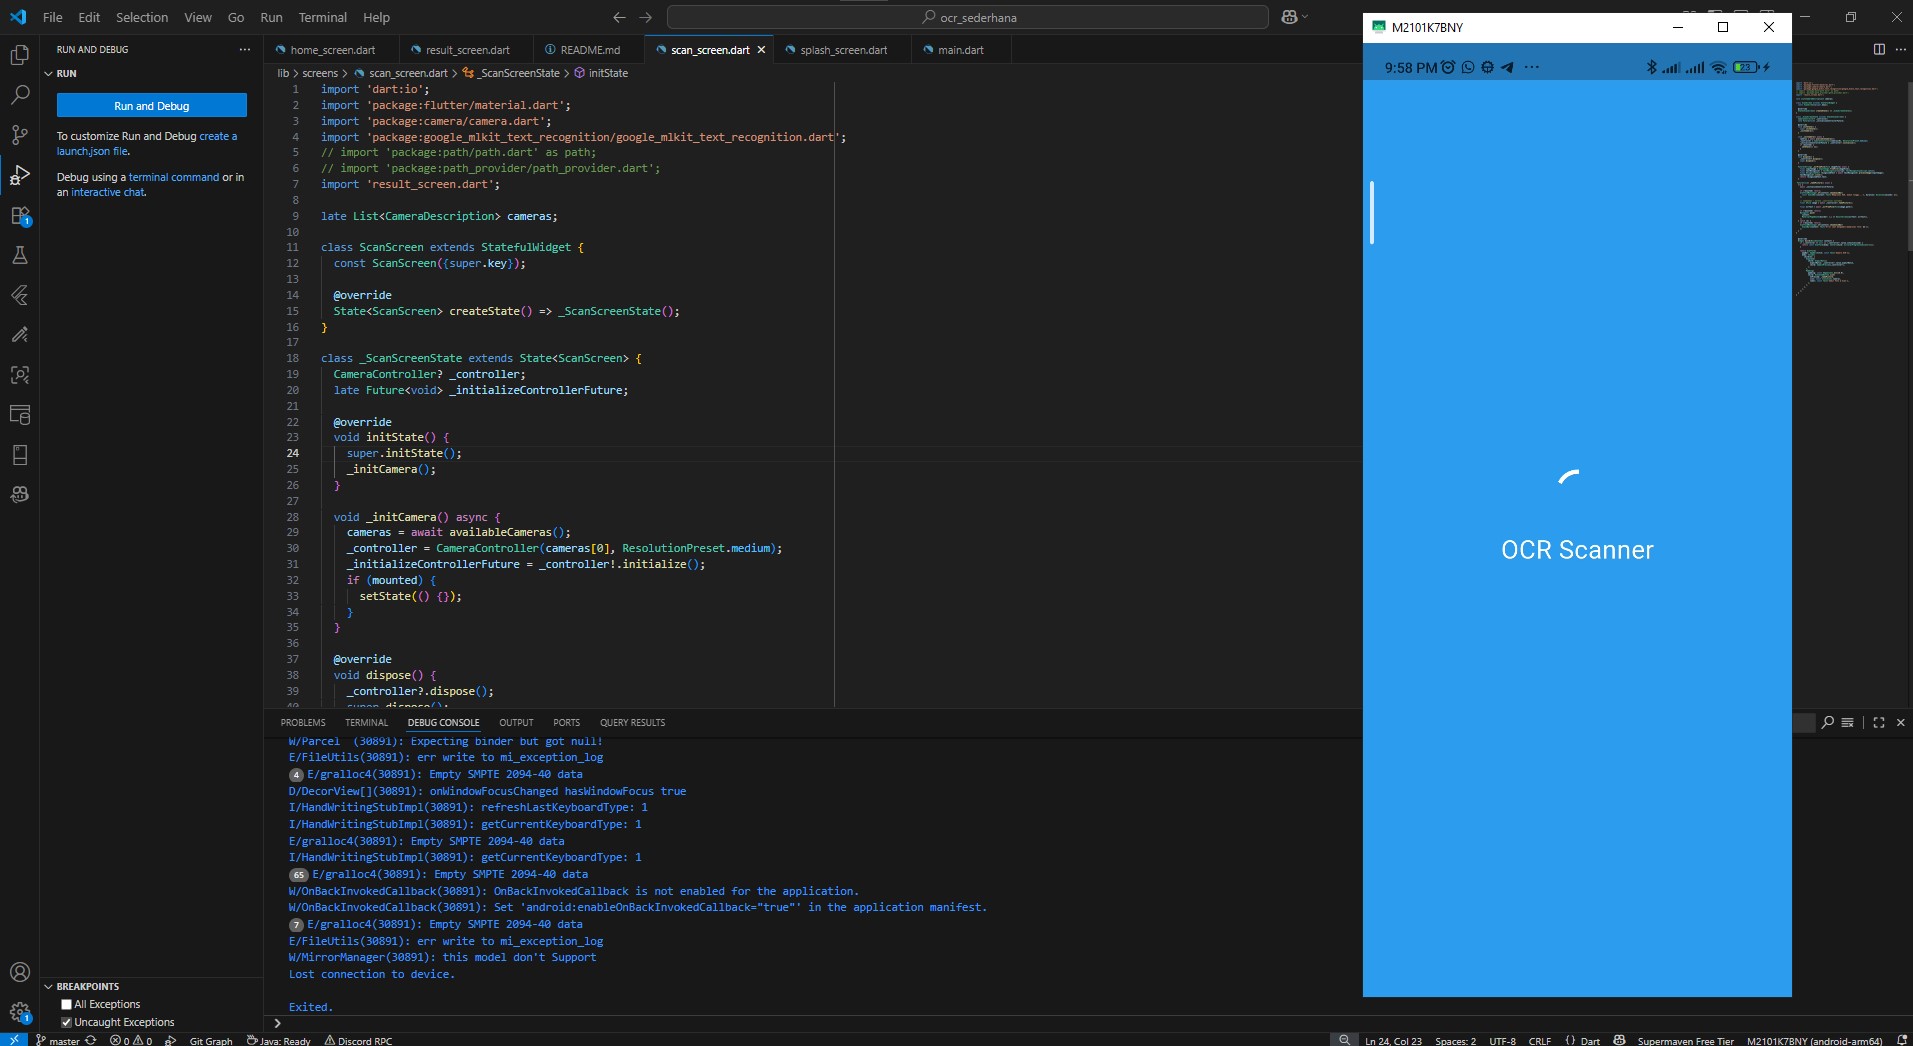 File Edit Selection View Go Run Terminal Help
ocr_sederhana
RUN AND DEBUG
RUN
Run and Debug
To customize Run and Debug create a
launch.json file.
Debug using a terminal command or in
an interactive chat.
1
BREAKPOINTS
All Exceptions
Uncaught Exceptions
1
home_screen.dart result_screen.dart README.md scan_screen.dart splash_screen.dart main.dart
lib > screens > scan_screen.dart > _ScanScreenState > initState
1 import 'dart:io';
2 import 'package:flutter/material.dart';
3 import 'package:camera/camera.dart';
4 import 'package:google_mlkit_text_recognition/google_mlkit_text_recognition.dart';
5 // import 'package:path/path.dart' as path;
6 // import 'package:path_provider/path_provider.dart';
7 import 'result_screen.dart';
8
9 late List<CameraDescription> cameras;
10
11 class ScanScreen extends StatefulWidget {
12 const ScanScreen({super.key});
13
14 @override
15 State<ScanScreen> createState() => _ScanScreenState();
16 }
17
18 class _ScanScreenState extends State<ScanScreen> {
19 CameraController? _controller;
20 late Future<void> _initializeControllerFuture;
21
22 @override
23 void initState() {
24 super.initState();
25 _initCamera();
26 }
27
28 void _initCamera() async {
29 cameras = await availableCameras();
30 _controller = CameraController(cameras[0], ResolutionPreset.medium);
31 _initializeControllerFuture = _controller!.initialize();
32 if (mounted) {
33 setState(() {});
34 }
35 }
36
37 @override
38 void dispose() {
39 _controller?.dispose();
40 super.dispose();
PROBLEMS TERMINAL DEBUG CONSOLE OUTPUT PORTS QUERY RESULTS
W/Parcel (30891): Expecting binder but got null!
E/FileUtils(30891): err write to mi_exception_log
4 E/gralloc4(30891): Empty SMPTE 2094-40 data
D/DecorView[](30891): onWindowFocusChanged hasWindowFocus true
I/HandWritingStubImpl(30891): refreshLastKeyboardType: 1
I/HandWritingStubImpl(30891): getCurrentKeyboardType: 1
E/gralloc4(30891): Empty SMPTE 2094-40 data
I/HandWritingStubImpl(30891): getCurrentKeyboardType: 1
65 E/gralloc4(30891): Empty SMPTE 2094-40 data
W/OnBackInvokedCallback(30891): OnBackInvokedCallback is not enabled for the application.
W/OnBackInvokedCallback(30891): Set 'android:enableOnBackInvokedCallback="true"' in the application manifest.
7 E/gralloc4(30891): Empty SMPTE 2094-40 data
E/FileUtils(30891): err write to mi_exception_log
W/MirrorManager(30891): this model don't Support
Lost connection to device.
Exited.
M2101K7BNY
9:58 PM 23
OCR Scanner
master 0 0 Git Graph Java: Ready Discord RPC Ln 24, Col 23 Spaces: 2 UTF-8 CRLF {} Dart Supermaven Free Tier M2101K7BNY (android-arm64)